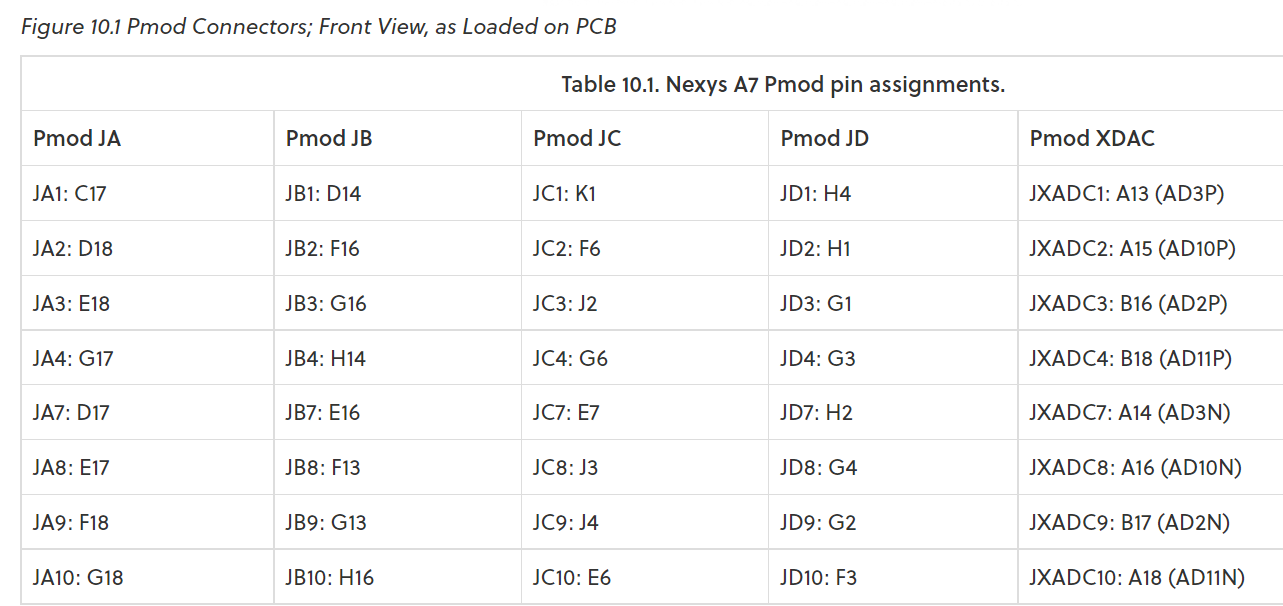 Figure 10.1 Pmod Connectors; Front View, as Loaded on PCB
Table 10.1. Nexys A7 Pmod pin assignments.
Pmod JA Pmod JB Pmod JC Pmod JD Pmod XDAC
JA1: C17 JB1: D14 JC1: K1 JD1: H4 JXADC1: A13 (AD3P)
JA2: D18 JB2: F16 JC2: F6 JD2: H1 JXADC2: A15 (AD10P)
JA3: E18 JB3: G16 JC3: J2 JD3: G1 JXADC3: B16 (AD2P)
JA4: G17 JB4: H14 JC4: G6 JD4: G3 JXADC4: B18 (AD11P)
JA7: D17 JB7: E16 JC7: E7 JD7: H2 JXADC7: A14 (AD3N)
JA8: E17 JB8: F13 JC8: J3 JD8: G4 JXADC8: A16 (AD10N)
JA9: F18 JB9: G13 JC9: J4 JD9: G2 JXADC9: B17 (AD2N)
JA10: G18 JB10: H16 JC10: E6 JD10: F3 JXADC10: A18 (AD11N)